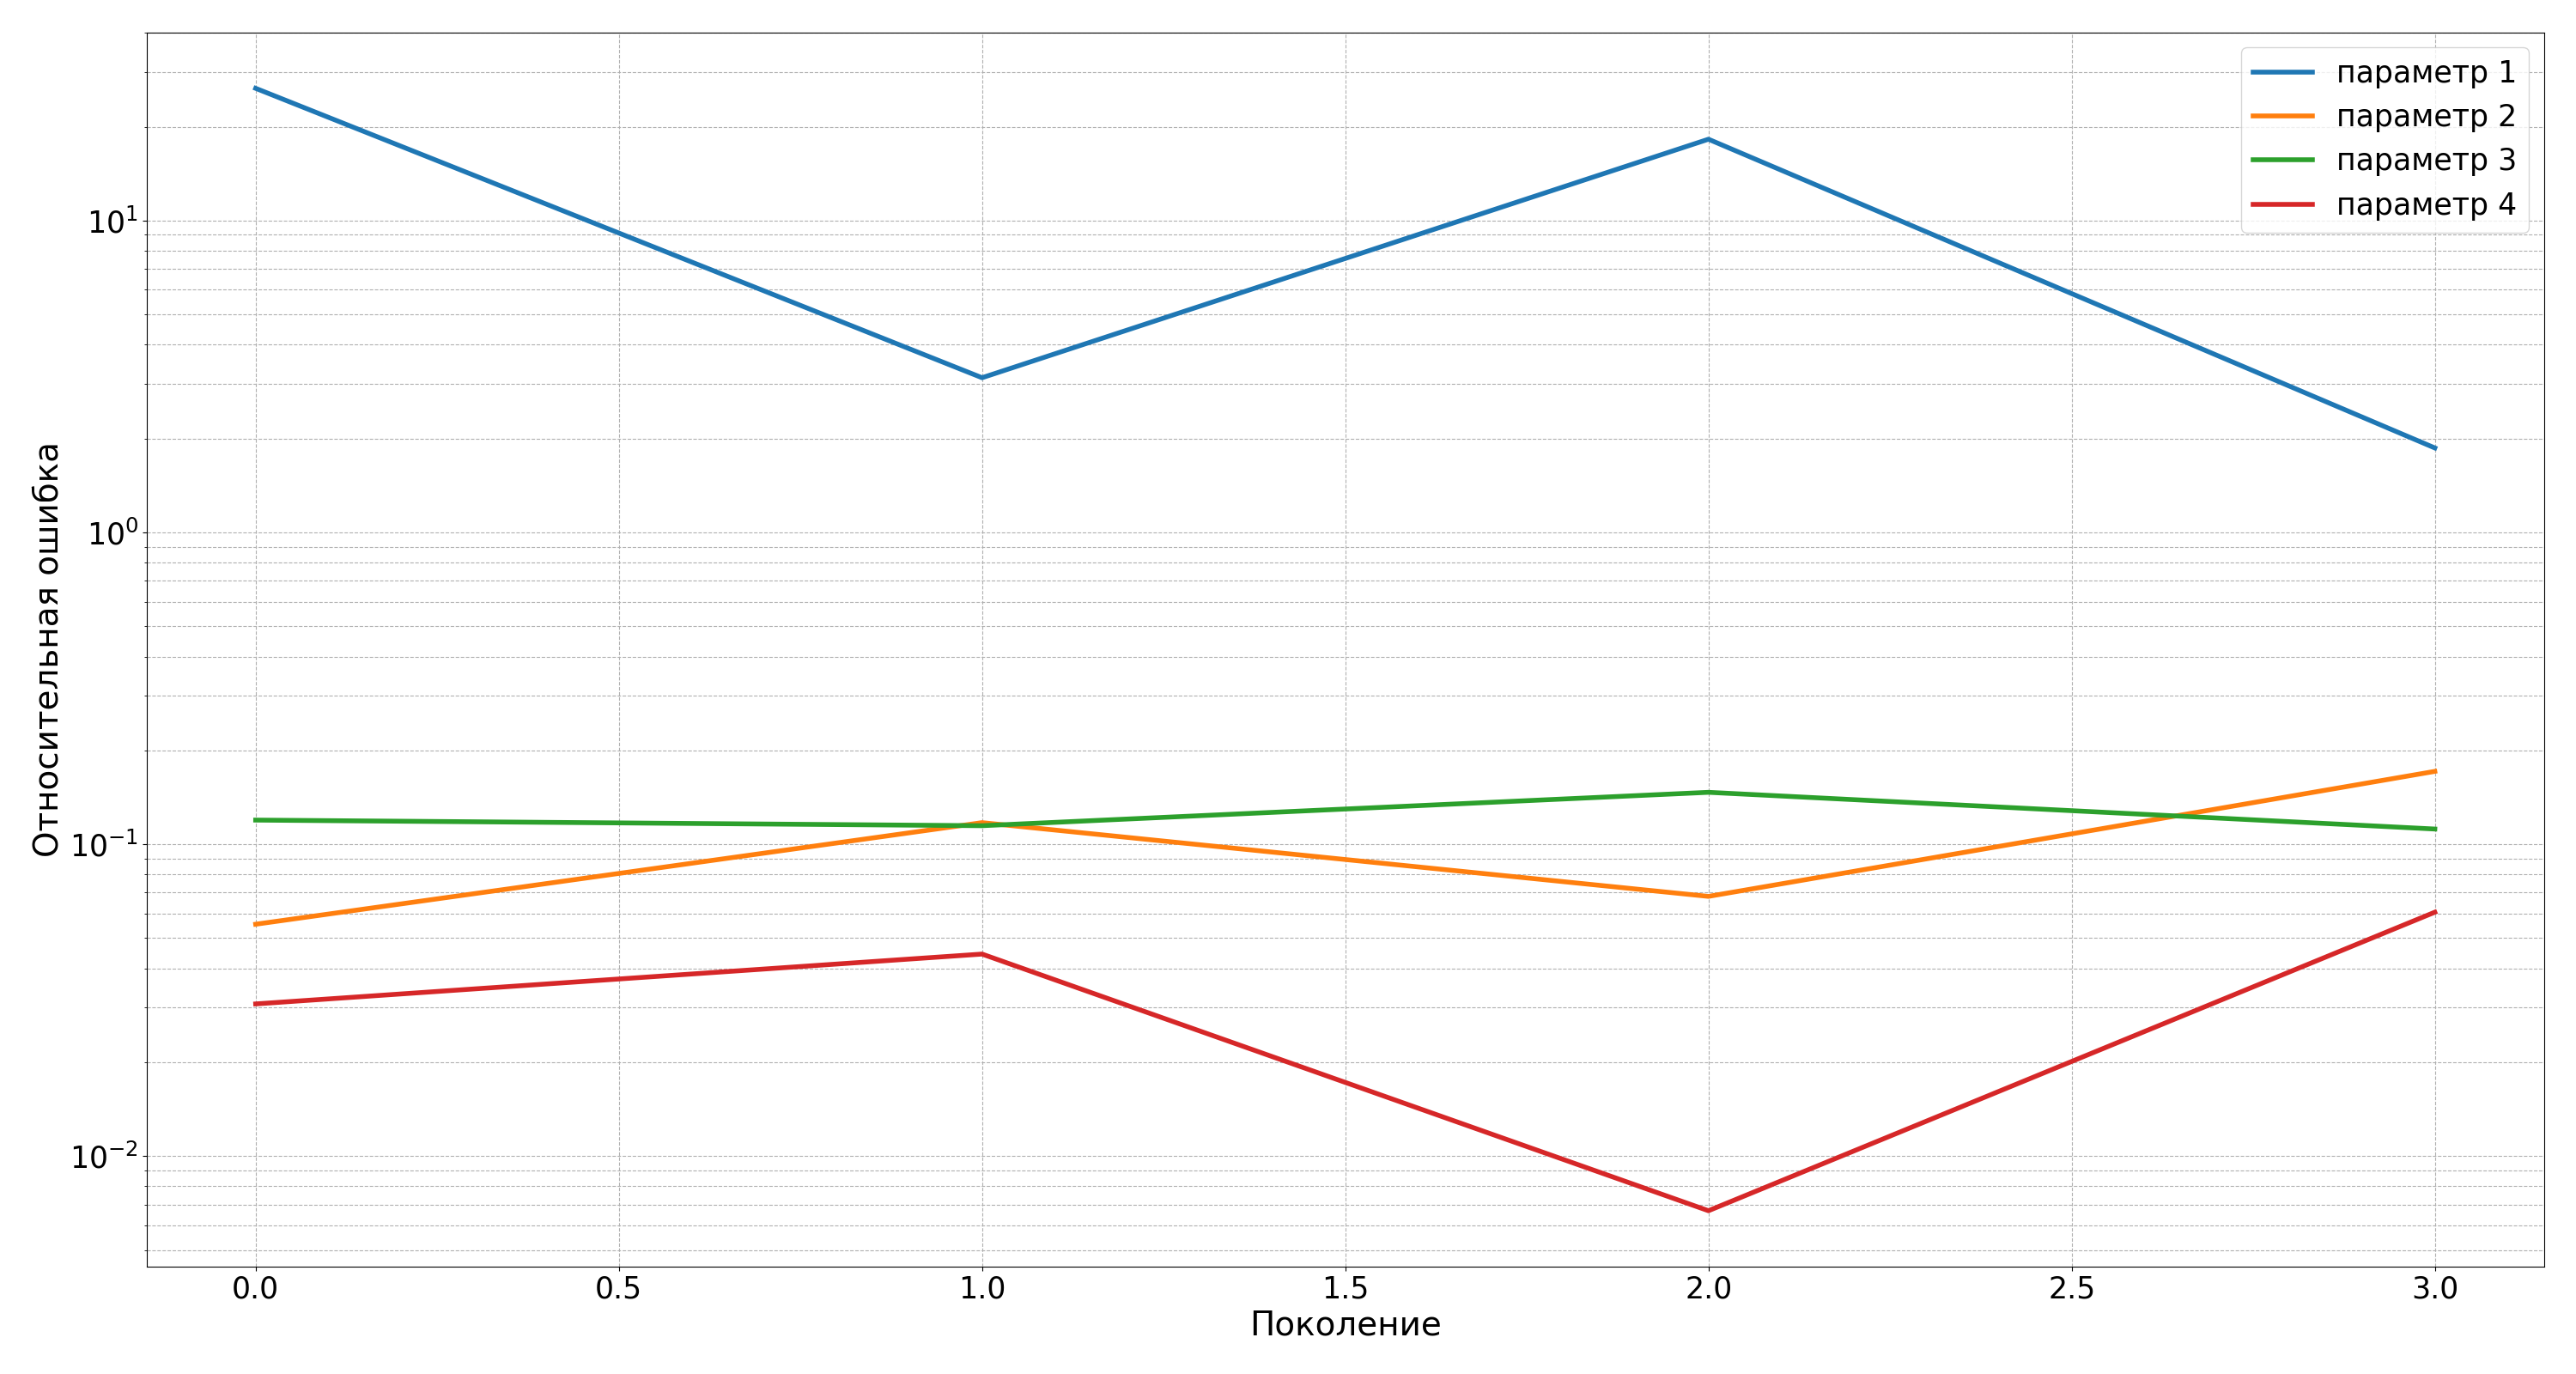 параметр 1
параметр 2
параметр 3
параметр 4
Относительная ошибка
10¹
10⁰
10⁻¹
10⁻²
0.0 0.5 1.0 1.5 2.0 2.5 3.0
Поколение